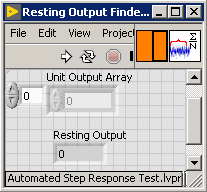 Resting Output Finde...
File Edit View Projec
Σ
N
Unit Output Array
0
0
Resting Output
0
Automated Step Response Test.lvpr